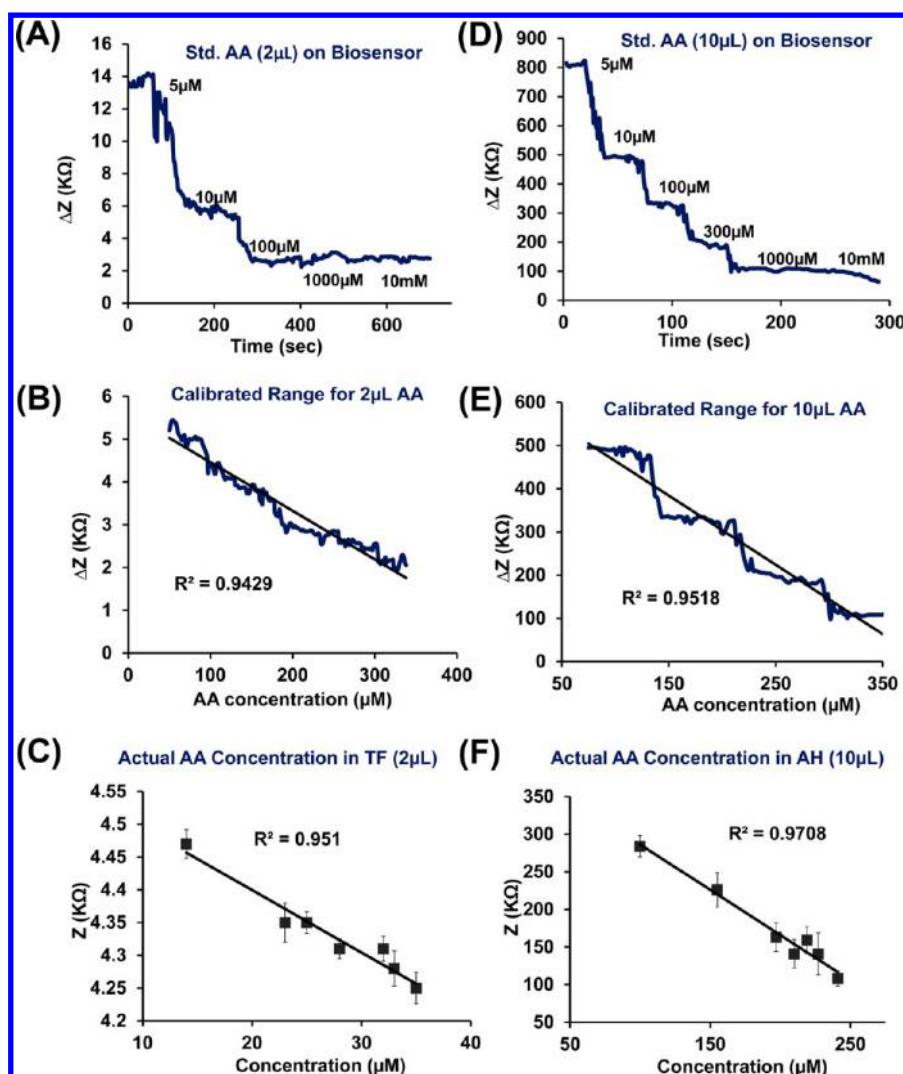 (A)
Std. AA (2µL) on Biosensor
16
14
12
10
8
6
4
2
0
ΔZ (KΩ)
5µM
10µM
100µM
1000µM
10mM
0
200
400
600
Time (sec)
(D)
Std. AA (10µL) on Biosensor
900
800
700
600
500
400
300
200
100
0
ΔZ (KΩ)
5µM
10µM
100µM
300µM
1000µM
10mM
0
100
200
300
Time (sec)
(B)
Calibrated Range for 2µL AA
6
5
4
3
2
1
0
ΔZ (KΩ)
R² = 0.9429
0
100
200
300
400
AA concentration (µM)
(E)
Calibrated Range for 10µL AA
600
500
400
300
200
100
0
ΔZ (KΩ)
R² = 0.9518
50
150
250
350
AA concentration (µM)
(C)
Actual AA Concentration in TF (2µL)
4.55
4.5
4.45
4.4
4.35
4.3
4.25
4.2
Z (KΩ)
R² = 0.951
10
20
30
40
Concentration (µM)
(F)
Actual AA Concentration in AH (10µL)
350
300
250
200
150
100
50
Z (KΩ)
R² = 0.9708
50
150
250
Concentration (µM)